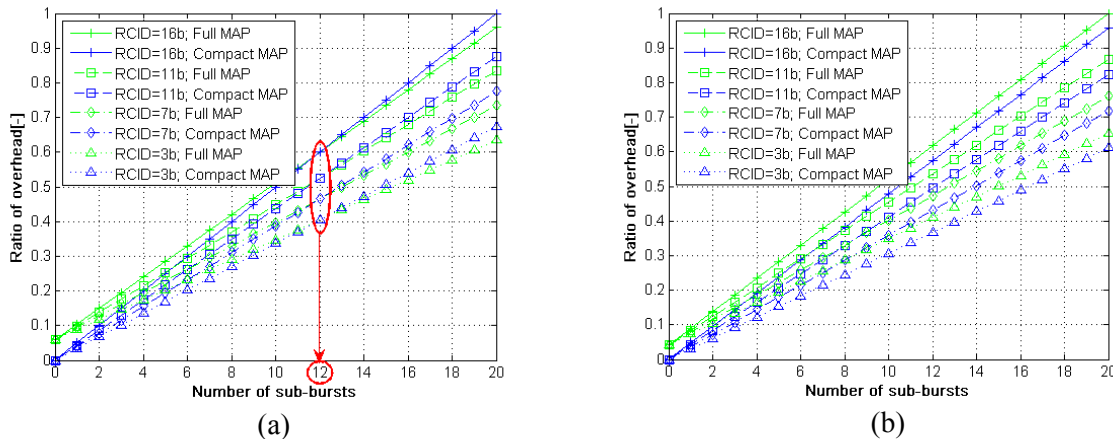 1
0.9
0.8
0.7
0.6
0.5
0.4
0.3
0.2
0.1
0
Ratio of overhead[-]
RCID=16b; Full MAP
RCID=16b; Compact MAP
RCID=11b; Full MAP
RCID=11b; Compact MAP
RCID=7b; Full MAP
RCID=7b; Compact MAP
RCID=3b; Full MAP
RCID=3b; Compact MAP
0 2 4 6 8 10 12 14 16 18 20
Number of sub-bursts
(a)
1
0.9
0.8
0.7
0.6
0.5
0.4
0.3
0.2
0.1
0
Ratio of overhead[-]
RCID=16b; Full MAP
RCID=16b; Compact MAP
RCID=11b; Full MAP
RCID=11b; Compact MAP
RCID=7b; Full MAP
RCID=7b; Compact MAP
RCID=3b; Full MAP
RCID=3b; Compact MAP
0 2 4 6 8 10 12 14 16 18 20
Number of sub-bursts
(b)